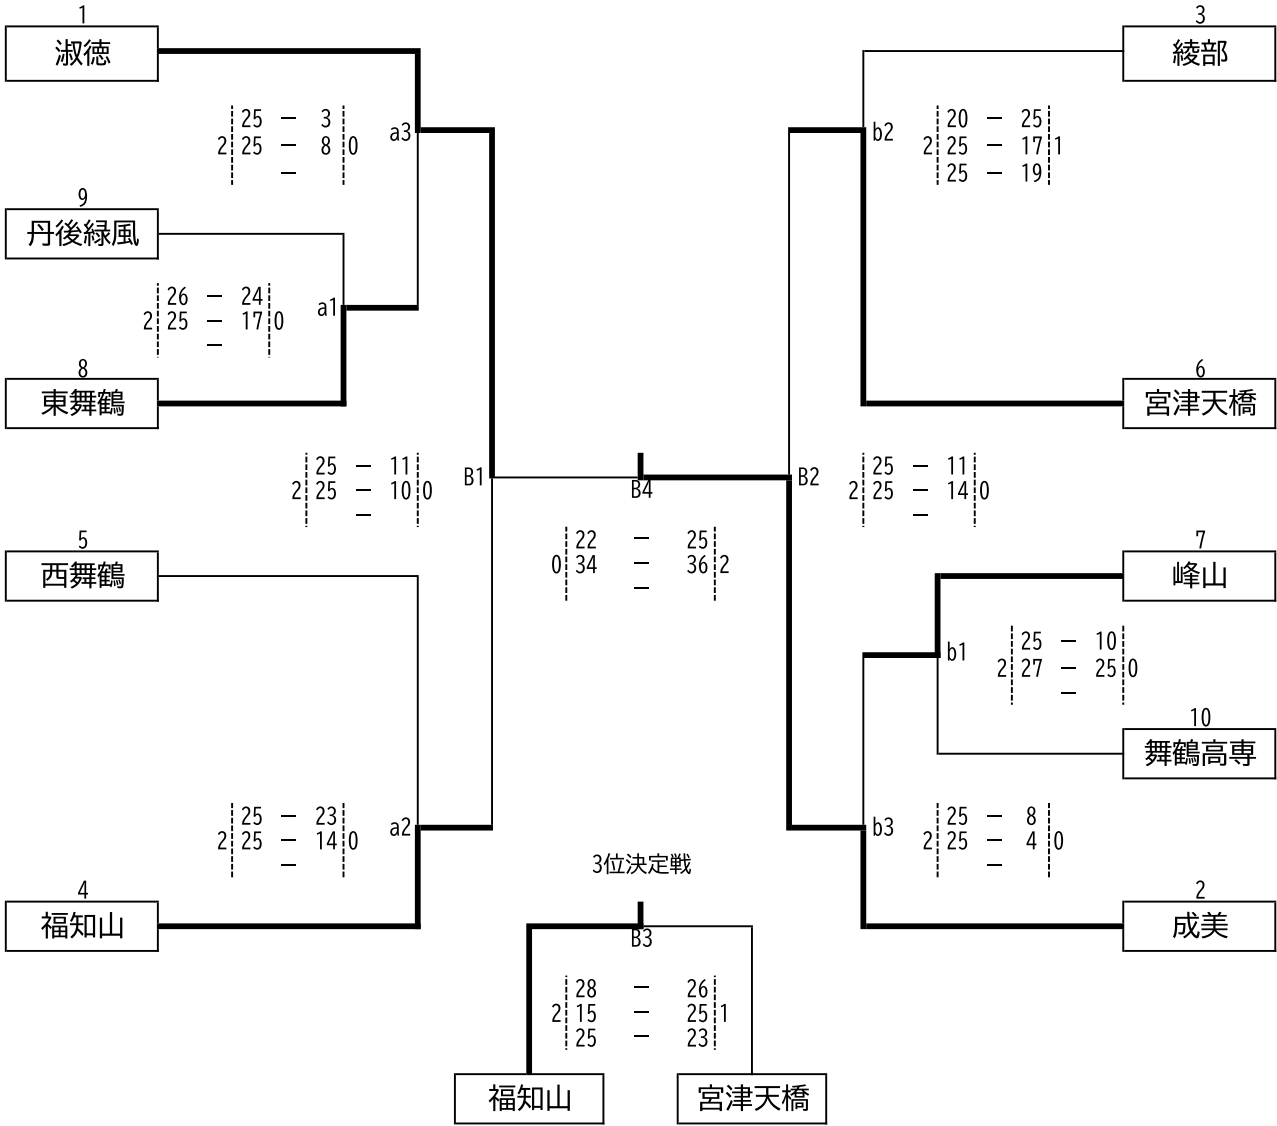 1
淑徳
25 — 3
a3
2 25 — 8 0
—
9
丹後緑風
26 — 24
a1
2 25 — 17 0
—
8
東舞鶴
25 — 11
B1
2 25 — 10 0
—
5
西舞鶴
25 — 23
a2
2 25 — 14 0
—
4
福知山
B4
22 — 25
0 34 — 36 2
—
3
綾部
b2
20 — 25
2 25 — 17 1
25 — 19
6
宮津天橋
B2
25 — 11
2 25 — 14 0
—
7
峰山
b1
25 — 10
2 27 — 25 0
—
10
舞鶴高専
b3
25 — 8
2 25 — 4 0
—
2
成美
3位決定戦
B3
28 — 26
2 15 — 25 1
25 — 23
福知山
宮津天橋